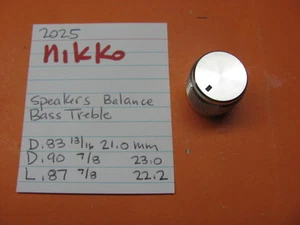 2025
nikko
Speakers Balance
Bass Treble
D.83 13/16 21.0 mm
D.90 7/8 23.0
L.87 7/8 22.2